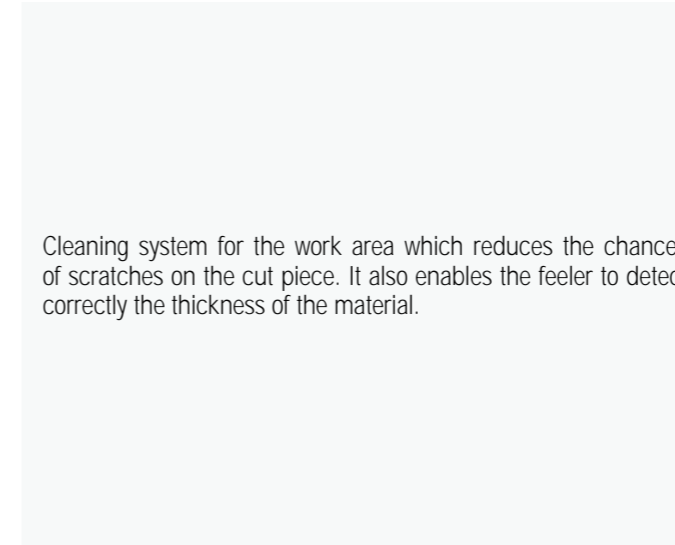 Cleaning system for the work area which reduces the chance
of scratches on the cut piece. It also enables the feeler to detec
correctly the thickness of the material.